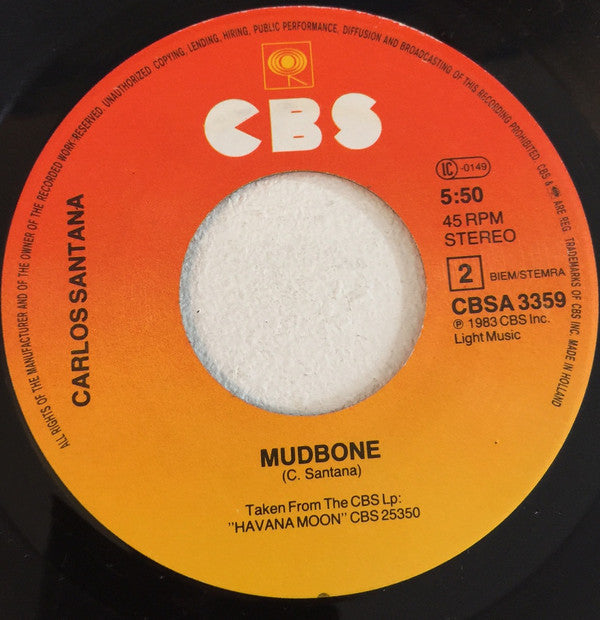 ALL RIGHTS OF THE MANUFACTURER AND OF THE OWNER OF THE RECORDED WORK RESERVED. UNAUTHORIZED COPYING, LENDING, HIRING, PUBLIC PERFORMANCE, DIFFUSION AND BROADCASTING OF THIS RECORDING PROHIBITED. CBS & ARE REG. TRADEMARKS OF CBS INC. MADE IN HOLLAND
CBS
CARLOS SANTANA
IC -0149
5:50
45 RPM
STEREO
2 BIEM/STEMRA
CBSA 3359
℗ 1983 CBS Inc.
Light Music
MUDBONE
(C. Santana)
Taken From The CBS Lp:
"HAVANA MOON" CBS 25350